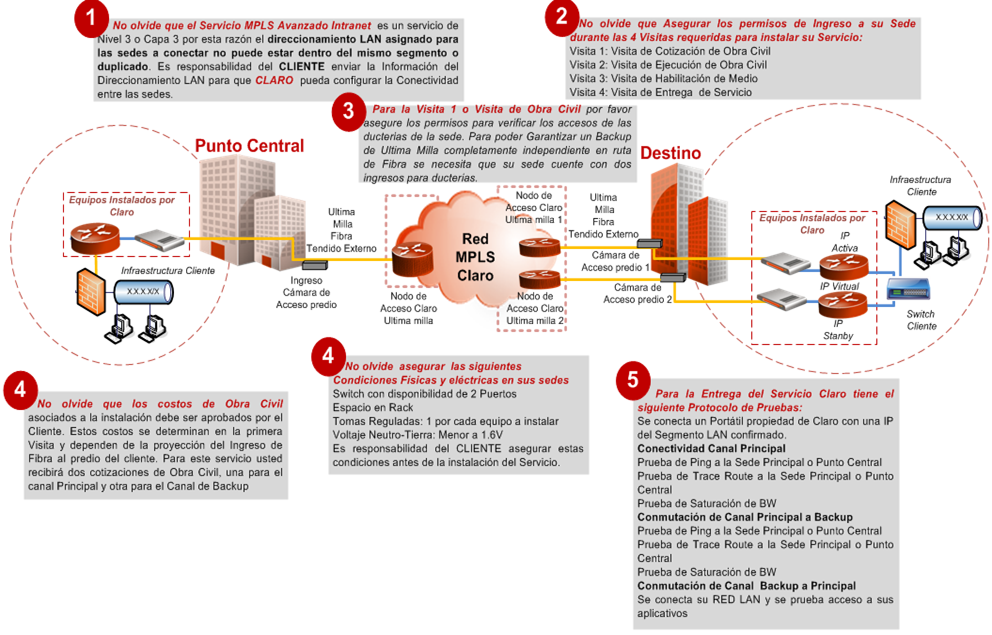 1
No olvide que el Servicio MPLS Avanzado Intranet es un servicio de
Nivel 3 o Capa 3 por esta razón el direccionamiento LAN asignado para
las sedes a conectar no puede estar dentro del mismo segmento o
duplicado. Es responsabilidad del CLIENTE enviar la Información del
Direccionamiento LAN para que CLARO pueda configurar la Conectividad
entre las sedes.
2
No olvide que Asegurar los permisos de Ingreso a su Sede
durante las 4 Visitas requeridas para instalar su Servicio:
Visita 1: Visita de Cotización de Obra Civil
Visita 2: Visita de Ejecución de Obra Civil
Visita 3: Visita de Habilitación de Medio
Visita 4: Visita de Entrega de Servicio
3
Para la Visita 1 o Visita de Obra Civil por favor
asegure los permisos para verificar los accesos de las
ducterias de la sede. Para poder Garantizar un Backup
de Ultima Milla completamente independiente en ruta
de Fibra se necesita que su sede cuente con dos
ingresos para ducterías.
Punto Central
Destino
Equipos Instalados por
Claro
Infraestructura Cliente
X.X.X/X
Ultima
Milla
Fibra
Tendido Externo
Ingreso
Cámara de
Acceso predio
Red
MPLS
Claro
Nodo de
Acceso Claro
Ultima milla
Nodo de
Acceso Claro
Ultima milla 1
Nodo de
Acceso Claro
Ultima milla 2
Ultima
Milla
Fibra
Tendido Externo
Cámara de
Acceso predio 1
Cámara de
Acceso predio 2
Equipos Instalados por
Claro
IP
Activa
IP Virtual
IP
Stanby
Infraestructura
Cliente
X.X.X/X
Switch
Cliente
4
No olvide que los costos de Obra Civil
asociados a la instalación debe ser aprobados por el
Cliente. Estos costos se determinan en la primera
Visita y dependen de la proyección del Ingreso de
Fibra al predio del cliente. Para este servicio usted
recibirá dos cotizaciones de Obra Civil, una para el
canal Principal y otra para el Canal de Backup
4
No olvide asegurar las siguientes
Condiciones Físicas y eléctricas en sus sedes
Switch con disponibilidad de 2 Puertos
Espacio en Rack
Tomas Reguladas: 1 por cada equipo a instalar
Voltaje Neutro-Tierra: Menor a 1.6V
Es responsabilidad del CLIENTE asegurar estas
condiciones antes de la instalación del Servicio.
5
Para la Entrega del Servicio Claro tiene el
siguiente Protocolo de Pruebas:
Se conecta un Portátil propiedad de Claro con una IP
del Segmento LAN confirmado.
Conectividad Canal Principal
Prueba de Ping a la Sede Principal o Punto Central
Prueba de Trace Route a la Sede Principal o Punto
Central
Prueba de Saturación de BW
Conmutación de Canal Principal a Backup
Prueba de Ping a la Sede Principal o Punto Central
Prueba de Trace Route a la Sede Principal o Punto
Central
Prueba de Saturación de BW
Conmutación de Canal Backup a Principal
Se conecta su RED LAN y se prueba acceso a sus
aplicativos